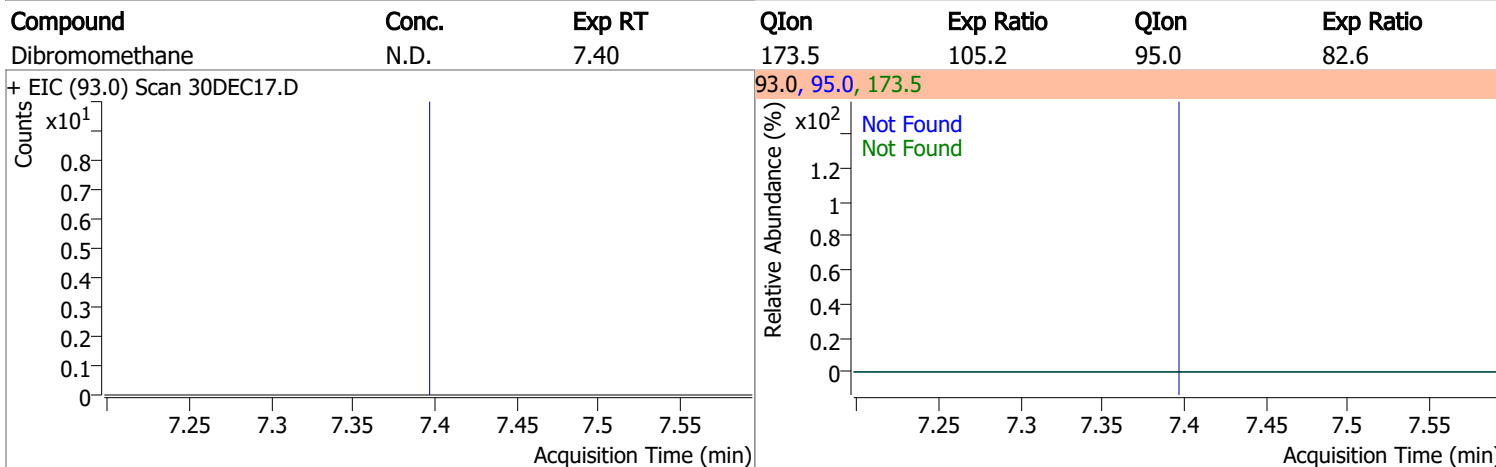 Compound Conc. Exp RT QIon Exp Ratio QIon Exp Ratio
Dibromomethane N.D. 7.40 173.5 105.2 95.0 82.6
+ EIC (93.0) Scan 30DEC17.D
Counts
x10¹
0.8
0.7
0.6
0.5
0.4
0.3
0.2
0.1
0
7.25 7.3 7.35 7.4 7.45 7.5 7.55
Acquisition Time (min)
93.0, 95.0, 173.5
Relative Abundance (%)
x10²
Not Found
Not Found
1.2
1
0.8
0.6
0.4
0.2
0
7.25 7.3 7.35 7.4 7.45 7.5 7.55
Acquisition Time (min)